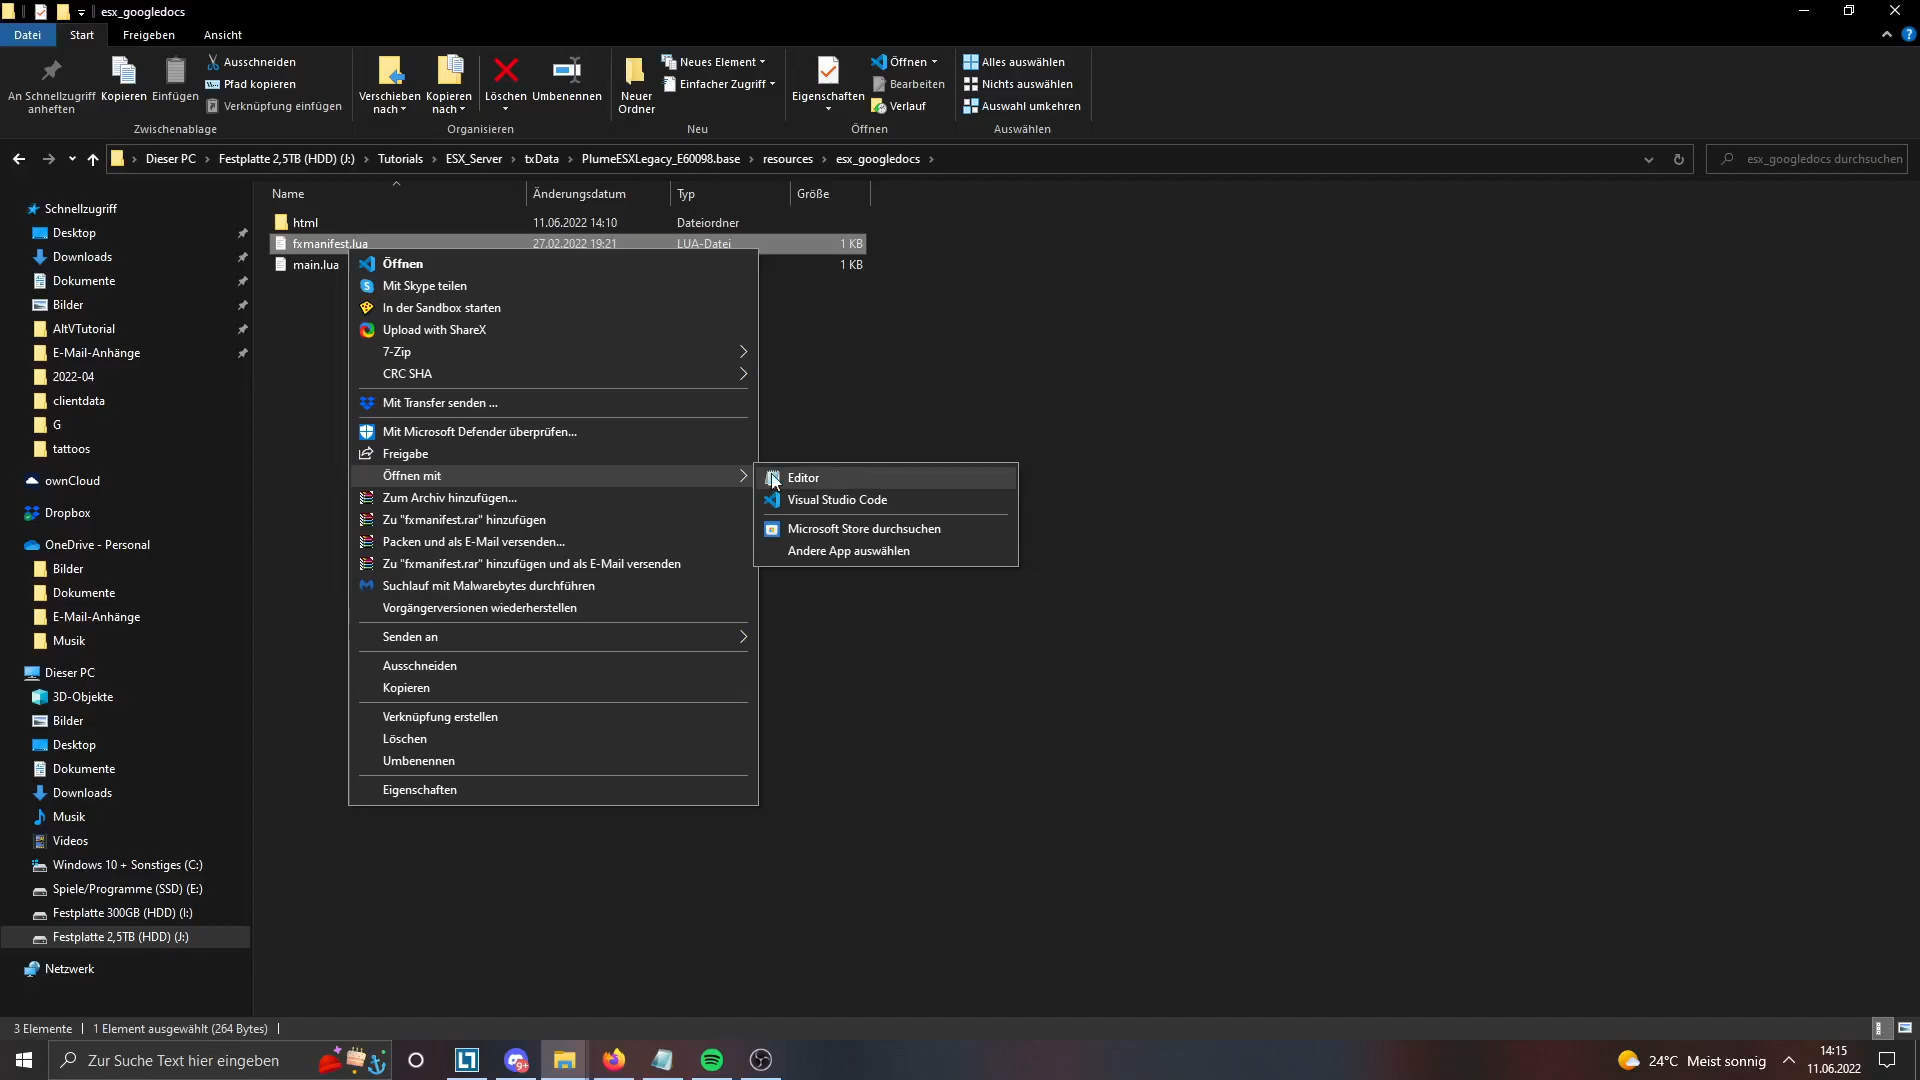 esx_googledocs
Datei
Start
Freigeben
Ansicht
An Schnellzugriff
anheften
Kopieren
Einfügen
Ausschneiden
Pfad kopieren
Verknüpfung einfügen
Zwischenablage
Verschieben
nach
Kopieren
nach
Löschen
Umbenennen
Organisieren
Neuer
Ordner
Neues Element
Einfacher Zugriff
Neu
Eigenschaften
Öffnen
Bearbeiten
Verlauf
Öffnen
Alles auswählen
Nichts auswählen
Auswahl umkehren
Auswählen
Dieser PC
Festplatte 2,5TB (HDD) (J:)
Tutorials
ESX_Server
txData
PlumeESXLegacy_E60098.base
resources
esx_googledocs
esx_googledocs durchsuchen
Name
Änderungsdatum
Typ
Größe
html
11.06.2022 14:10
Dateiordner
fxmanifest.lua
27.02.2022 19:21
LUA-Datei
1 KB
main.lua
1 KB
Schnellzugriff
Desktop
Downloads
Dokumente
Bilder
AltVTutorial
E-Mail-Anhänge
2022-04
clientdata
G
tattoos
ownCloud
Dropbox
OneDrive - Personal
Bilder
Dokumente
E-Mail-Anhänge
Musik
Dieser PC
3D-Objekte
Bilder
Desktop
Dokumente
Downloads
Musik
Videos
Windows 10 + Sonstiges (C:)
Spiele/Programme (SSD) (E:)
Festplatte 300GB (HDD) (I:)
Festplatte 2,5TB (HDD) (J:)
Netzwerk
Öffnen
Mit Skype teilen
In der Sandbox starten
Upload with ShareX
7-Zip
CRC SHA
Mit Transfer senden ...
Mit Microsoft Defender überprüfen...
Freigabe
Öffnen mit
Zum Archiv hinzufügen...
Zu "fxmanifest.rar" hinzufügen
Packen und als E-Mail versenden...
Zu "fxmanifest.rar" hinzufügen und als E-Mail versenden
Suchlauf mit Malwarebytes durchführen
Vorgängerversionen wiederherstellen
Senden an
Ausschneiden
Kopieren
Verknüpfung erstellen
Löschen
Umbenennen
Eigenschaften
Editor
Visual Studio Code
Microsoft Store durchsuchen
Andere App auswählen
3 Elemente
1 Element ausgewählt (264 Bytes)
Zur Suche Text hier eingeben
9+
24°C Meist sonnig
14:15
11.06.2022